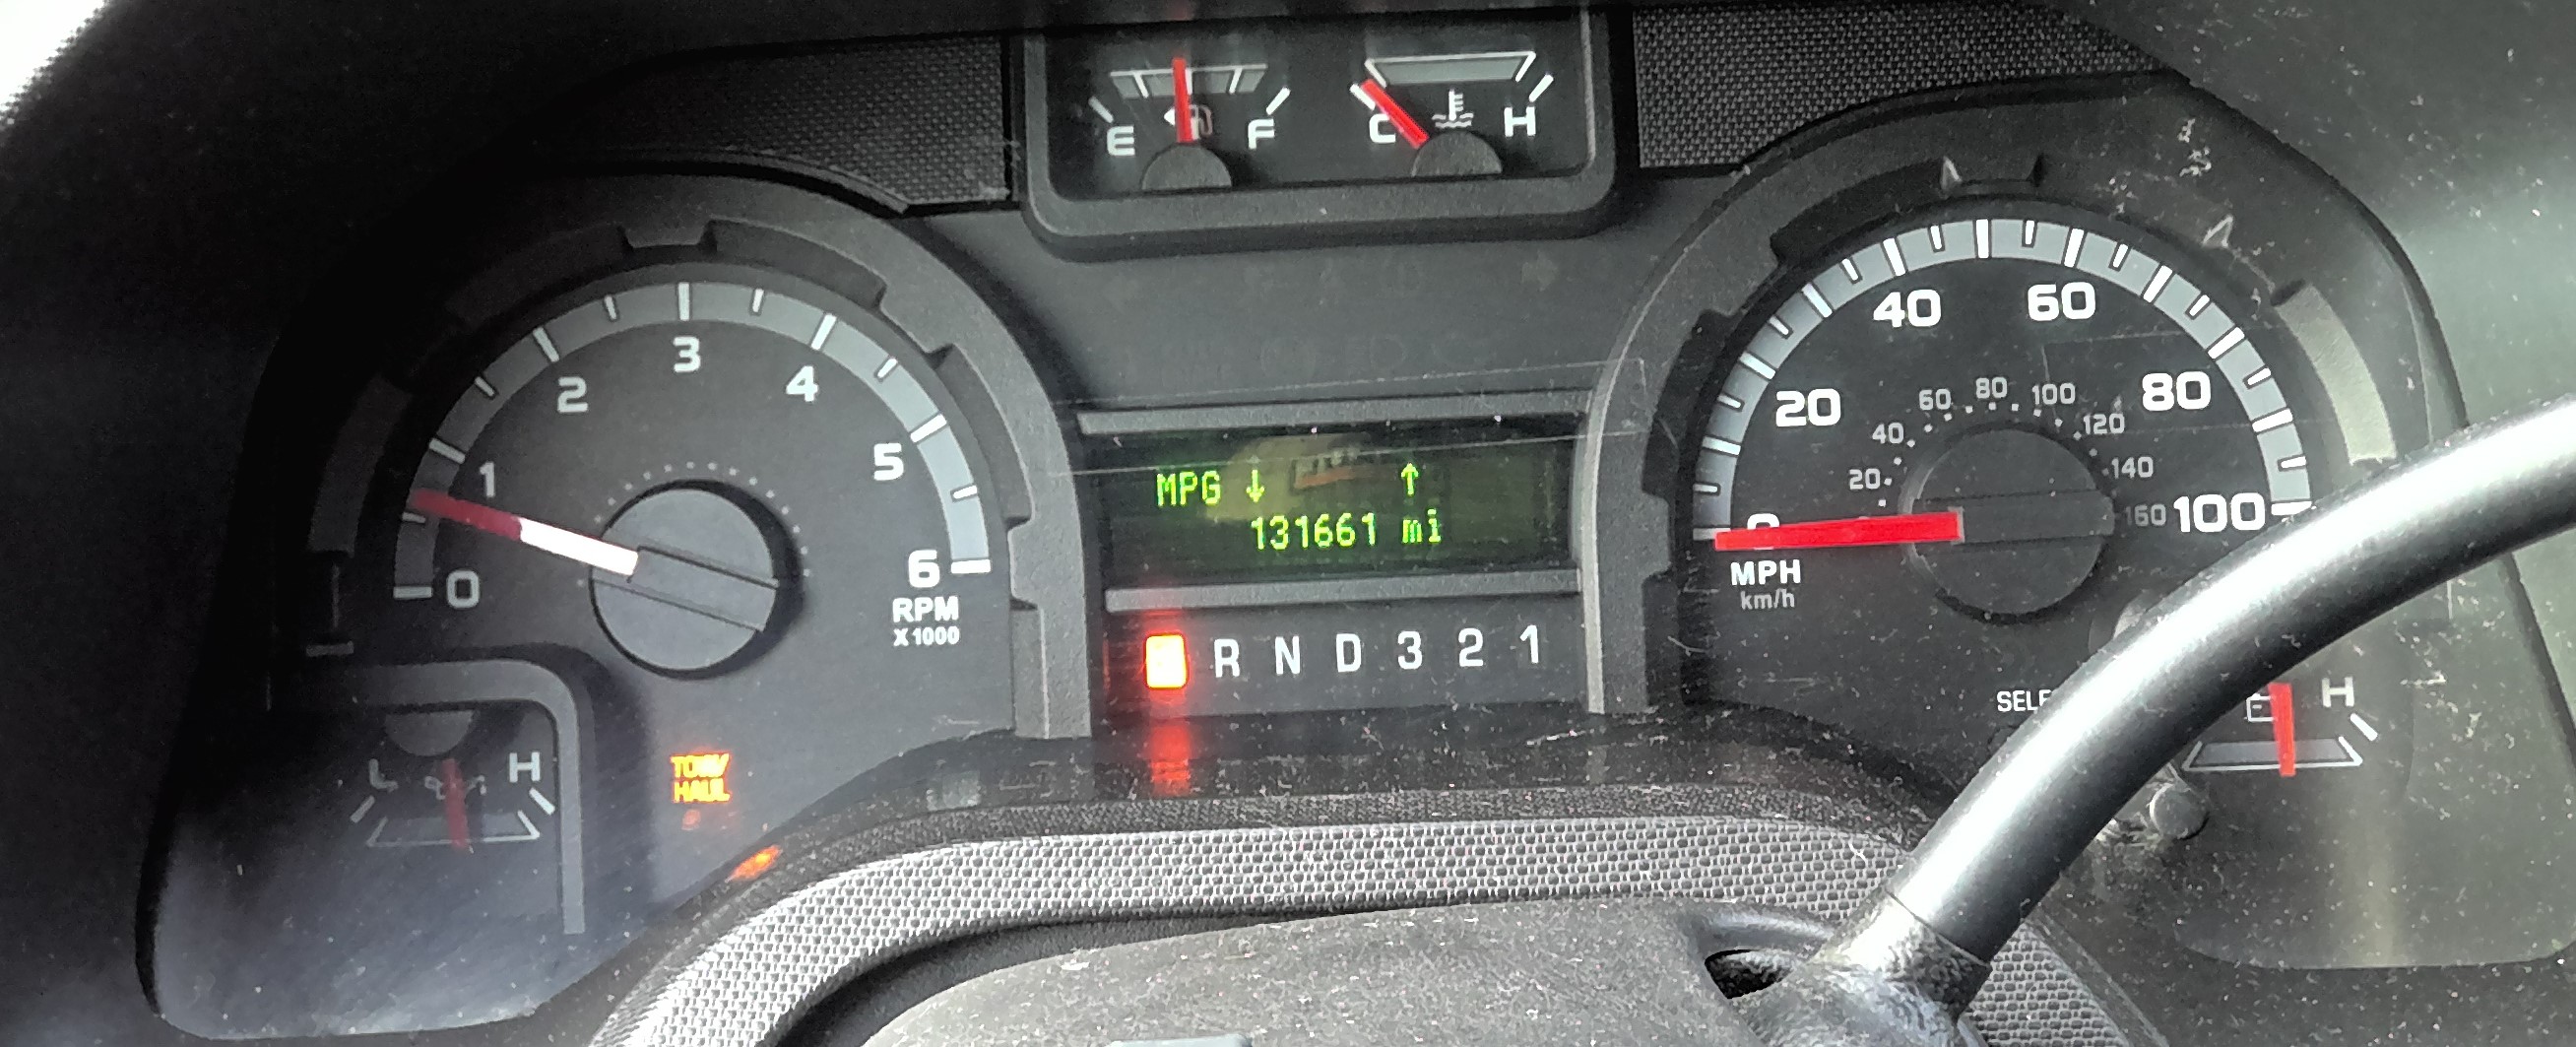 E F
C H
0 1 2 3 4 5 6
RPM
X1000
MPG ↓ ↑
131661 mi
R N D 3 2 1
20 40 60 80 100
20 40 60 80 100 120 140 160
MPH
km/h
L H
TOW/
HAUL
H